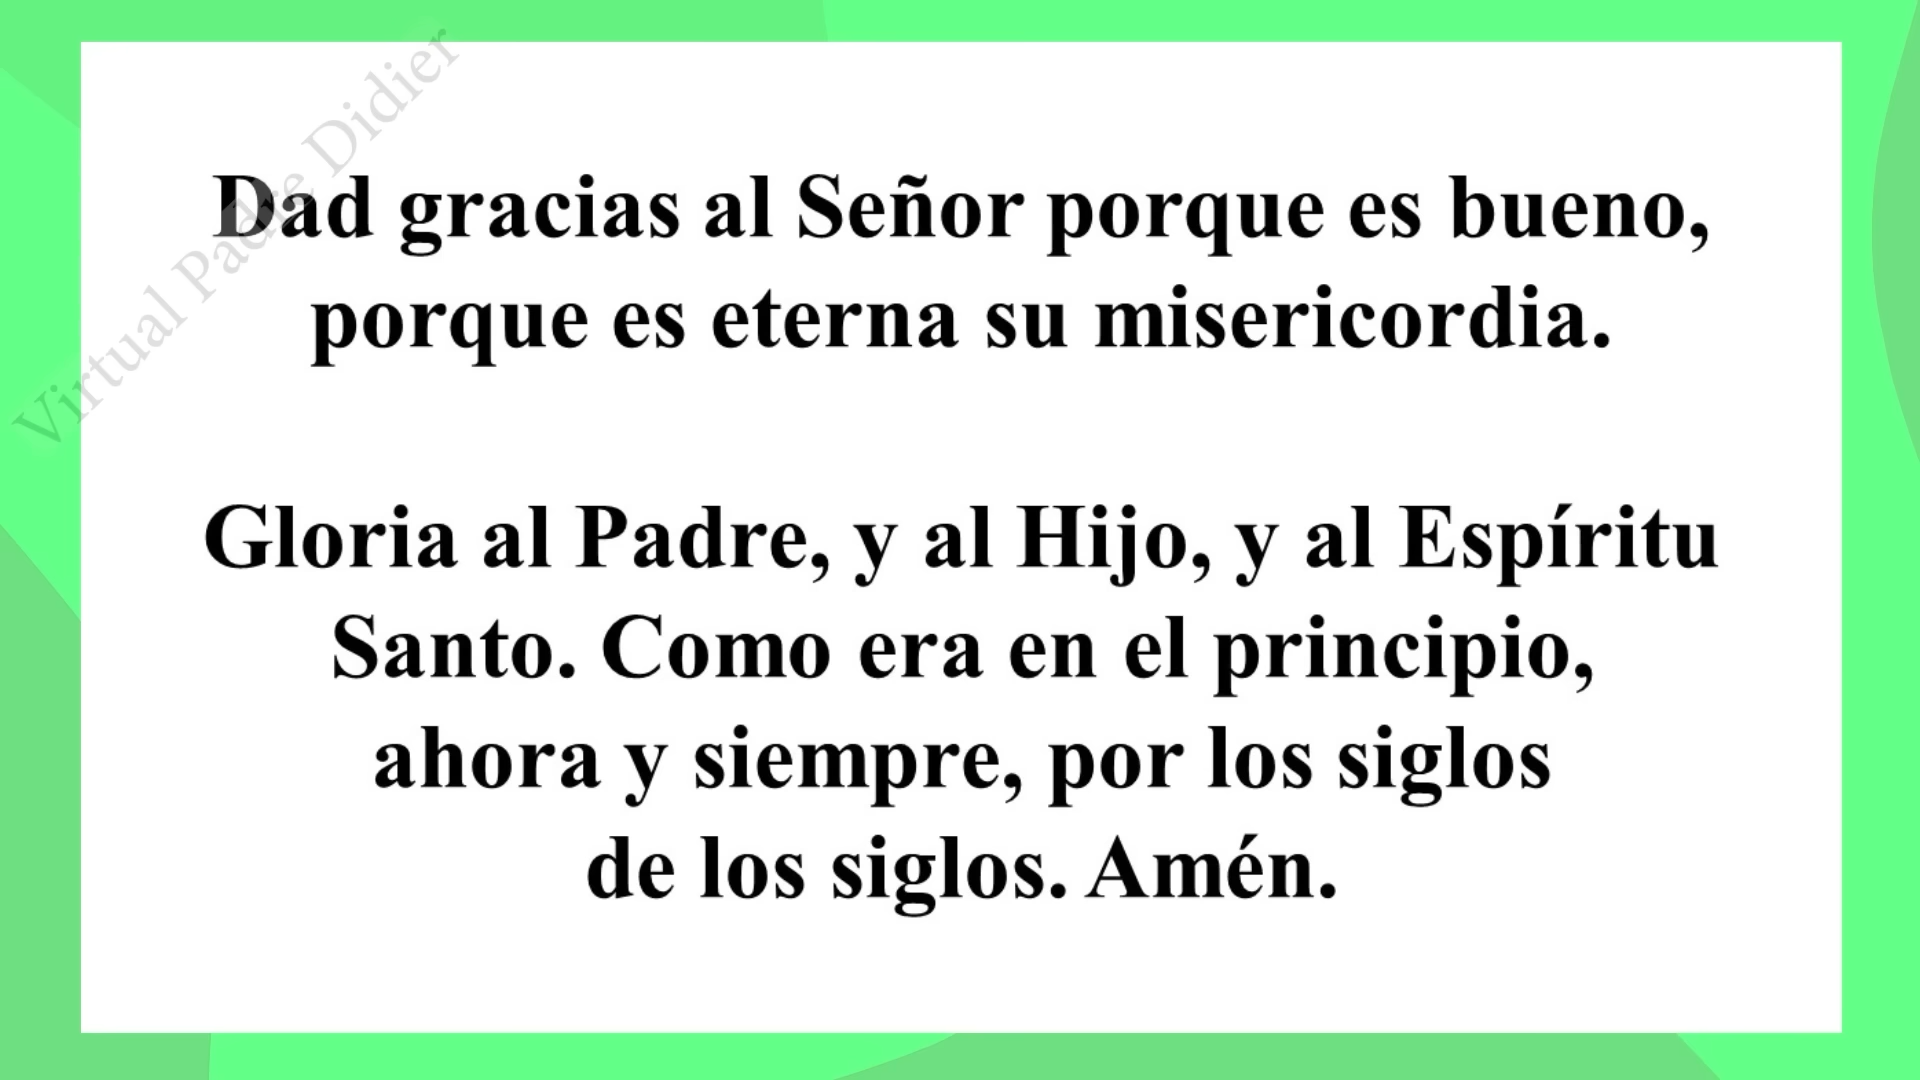 Virtual Padre Didier
Dad gracias al Señor porque es bueno,
porque es eterna su misericordia.
Gloria al Padre, y al Hijo, y al Espíritu
Santo. Como era en el principio,
ahora y siempre, por los siglos
de los siglos. Amén.